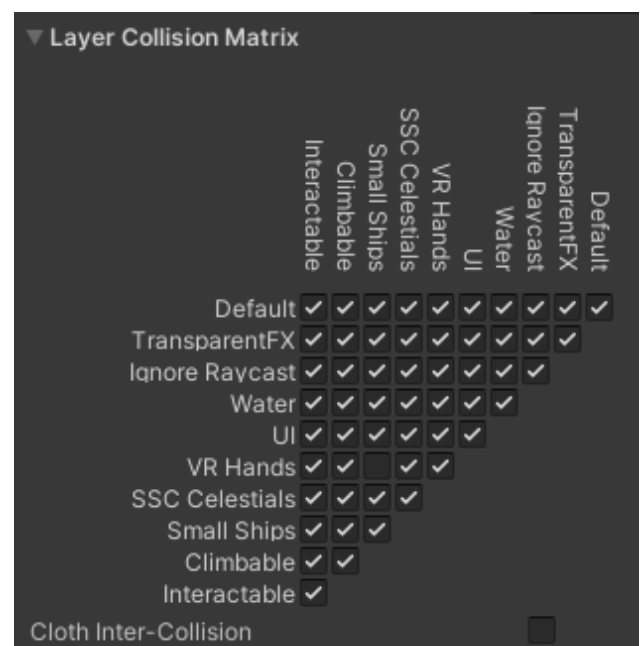 Layer Collision Matrix
Interactable
Climbable
Small Ships
SSC Celestials
VR Hands
UI
Water
Ignore Raycast
TransparentFX
Default
Default
TransparentFX
Ignore Raycast
Water
UI
VR Hands
SSC Celestials
Small Ships
Climbable
Interactable
Cloth Inter-Collision